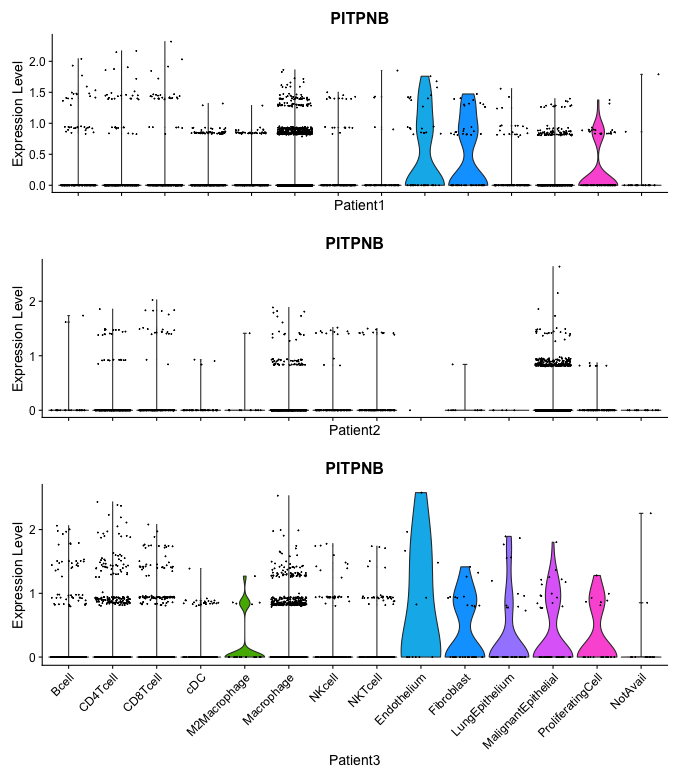 PITPNB
Expression Level
2.0
1.5
1.0
0.5
0.0
Patient1
PITPNB
Expression Level
2
1
0
Patient2
PITPNB
Expression Level
2
1
0
Bcell
CD4Tcell
CD8Tcell
cDC
M2Macrophage
Macrophage
NKcell
NKTcell
Endothelium
Fibroblast
LungEpithelium
MalignantEpithelial
ProliferatingCell
NotAvail
Patient3